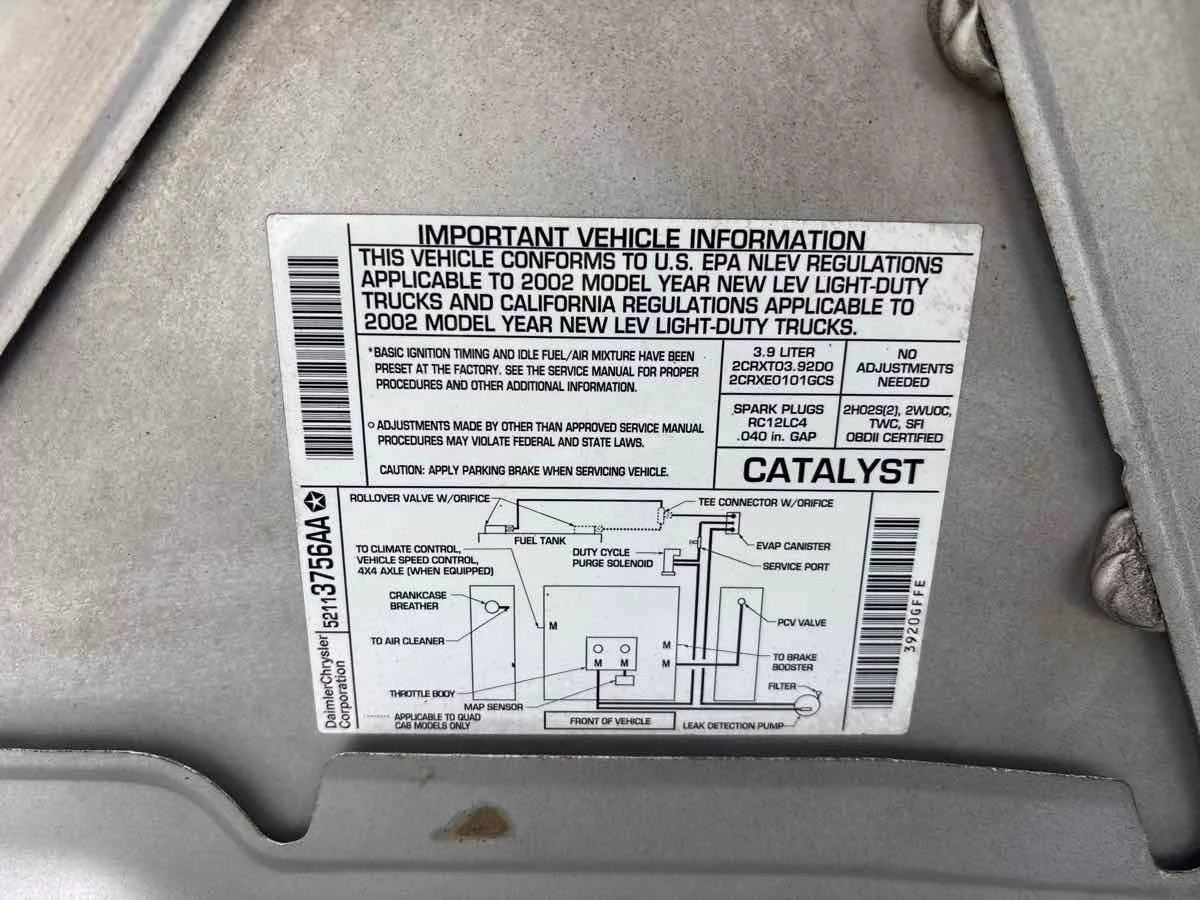 IMPORTANT VEHICLE INFORMATION
THIS VEHICLE CONFORMS TO U.S. EPA NLEV REGULATIONS
APPLICABLE TO 2002 MODEL YEAR NEW LEV LIGHT-DUTY
TRUCKS AND CALIFORNIA REGULATIONS APPLICABLE TO
2002 MODEL YEAR NEW LEV LIGHT-DUTY TRUCKS.
*BASIC IGNITION TIMING AND IDLE FUEL/AIR MIXTURE HAVE BEEN
PRESET AT THE FACTORY. SEE THE SERVICE MANUAL FOR PROPER
PROCEDURES AND OTHER ADDITIONAL INFORMATION.
ADJUSTMENTS MADE BY OTHER THAN APPROVED SERVICE MANUAL
PROCEDURES MAY VIOLATE FEDERAL AND STATE LAWS.
CAUTION: APPLY PARKING BRAKE WHEN SERVICING VEHICLE.
3.9 LITER
2CRXT03.92D0
2CRXE0101GCS
NO
ADJUSTMENTS
NEEDED
SPARK PLUGS
RC12LC4
.040 in. GAP
2HO2S(2), 2WUOC,
TWC, SFI
OBDII CERTIFIED
CATALYST
DaimlerChrysler
Corporation
52113756AA
ROLLOVER VALVE W/ORIFICE
TEE CONNECTOR W/ORIFICE
FUEL TANK
EVAP CANISTER
TO CLIMATE CONTROL,
VEHICLE SPEED CONTROL,
4X4 AXLE (WHEN EQUIPPED)
DUTY CYCLE
PURGE SOLENOID
SERVICE PORT
CRANKCASE
BREATHER
M
PCV VALVE
TO AIR CLEANER
M
M M
M
TO BRAKE
BOOSTER
THROTTLE BODY
MAP SENSOR
FILTER
APPLICABLE TO QUAD
CAB MODELS ONLY
FRONT OF VEHICLE
LEAK DETECTION PUMP
3920GFFE